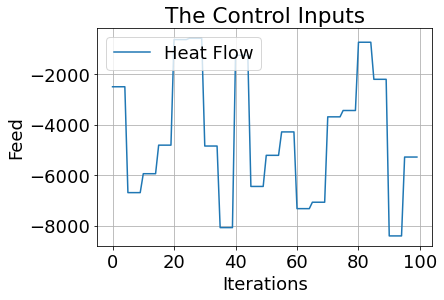 The Control Inputs
Heat Flow
Feed
−2000
−4000
−6000
−8000
0 20 40 60 80 100
Iterations